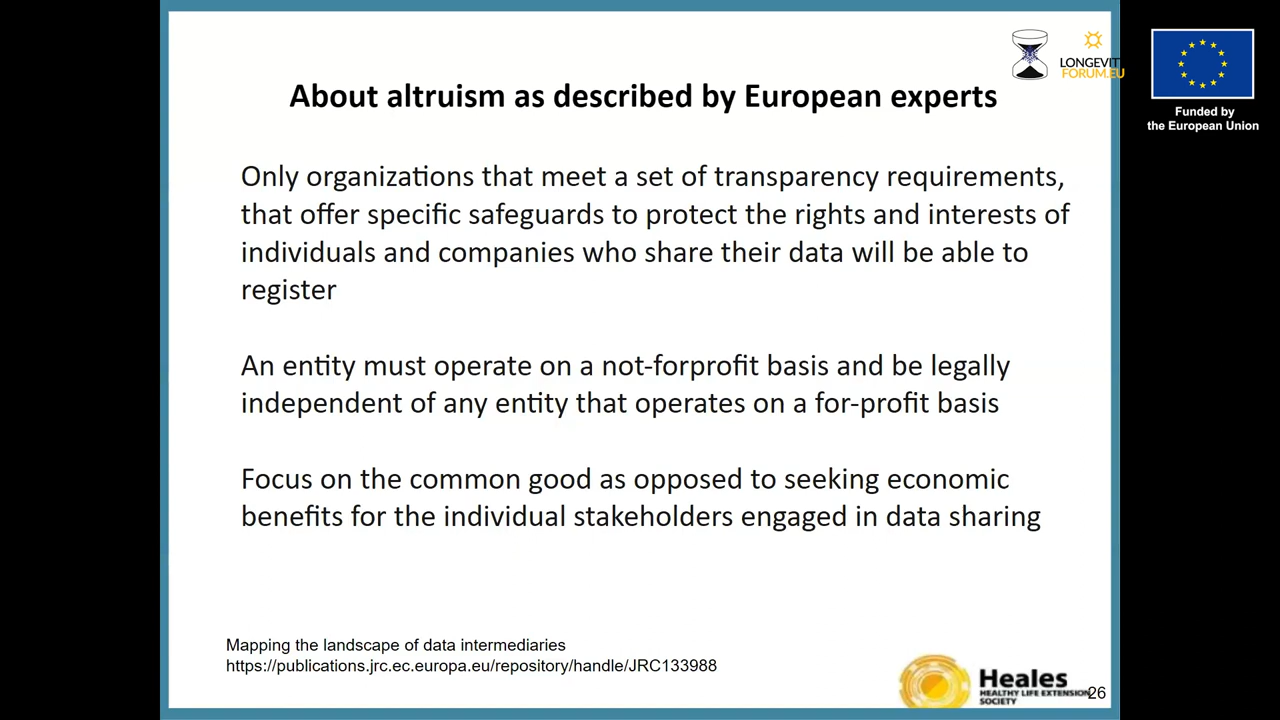 LONGEVIT
FORUM.EU
Funded by
the European Union
About altruism as described by European experts
Only organizations that meet a set of transparency requirements,
that offer specific safeguards to protect the rights and interests of
individuals and companies who share their data will be able to
register
An entity must operate on a not-forprofit basis and be legally
independent of any entity that operates on a for-profit basis
Focus on the common good as opposed to seeking economic
benefits for the individual stakeholders engaged in data sharing
Mapping the landscape of data intermediaries
https://publications.jrc.ec.europa.eu/repository/handle/JRC133988
Heales
HEALTHY LIFE EXTENSION
SOCIETY
26